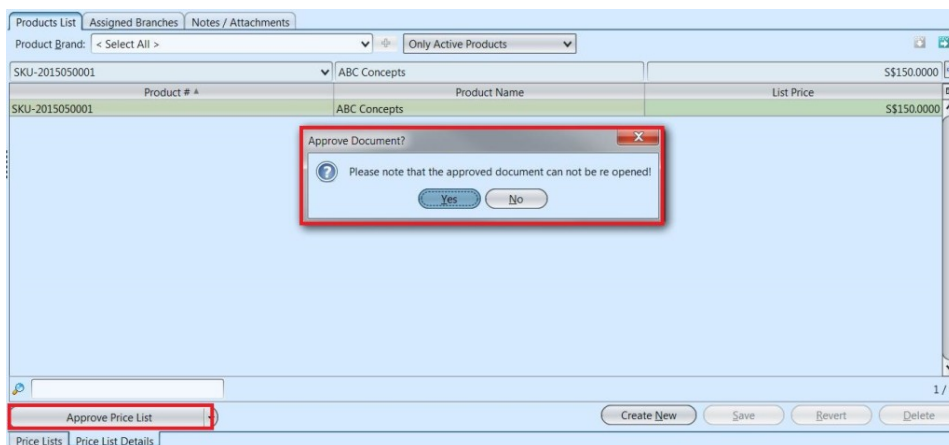 Products List Assigned Branches Notes / Attachments
Product Brand: < Select All > Only Active Products
SKU-2015050001 ABC Concepts S$150.0000
Product # Product Name List Price
SKU-2015050001 ABC Concepts S$150.0000
Approve Document?
Please note that the approved document can not be re opened!
Yes No
1 /
Approve Price List Create New Save Revert Delete
Price Lists Price List Details